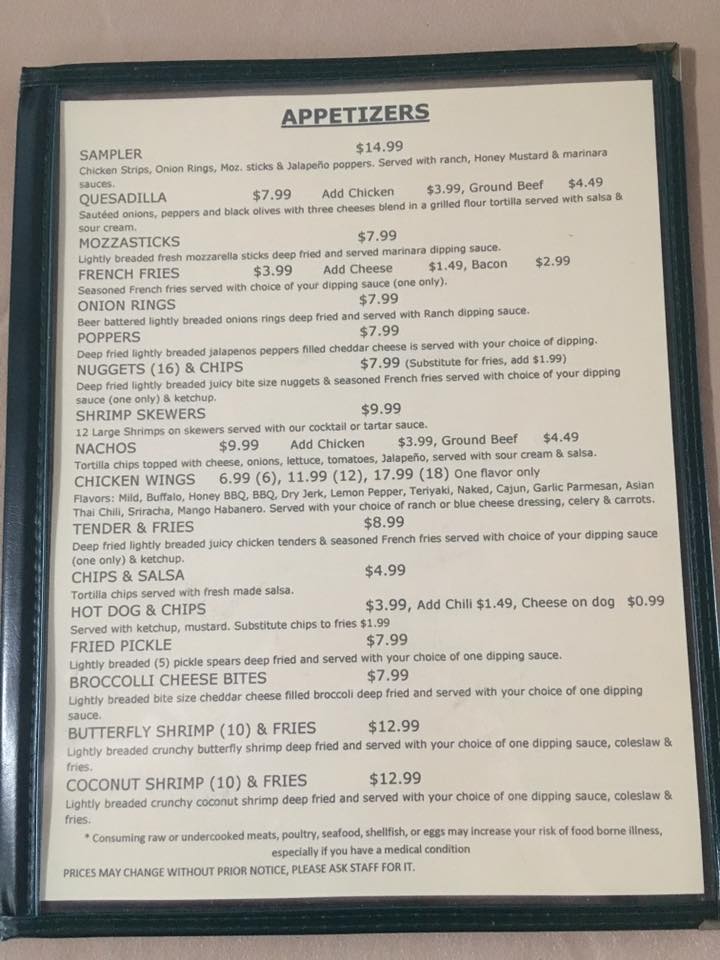 APPETIZERS
SAMPLER $14.99
Chicken Strips, Onion Rings, Moz. sticks & Jalapeño poppers. Served with ranch, Honey Mustard & marinara
sauces.
QUESADILLA $7.99 Add Chicken $3.99, Ground Beef $4.49
Sautéed onions, peppers and black olives with three cheeses blend in a grilled flour tortilla served with salsa &
sour cream.
MOZZASTICKS $7.99
Lightly breaded fresh mozzarella sticks deep fried and served marinara dipping sauce.
FRENCH FRIES $3.99 Add Cheese $1.49, Bacon $2.99
Seasoned French fries served with choice of your dipping sauce (one only).
ONION RINGS $7.99
Beer battered lightly breaded onions rings deep fried and served with Ranch dipping sauce.
POPPERS $7.99
Deep fried lightly breaded jalapenos peppers filled cheddar cheese is served with your choice of dipping.
NUGGETS (16) & CHIPS $7.99 (Substitute for fries, add $1.99)
Deep fried lightly breaded juicy bite size nuggets & seasoned French fries served with choice of your dipping
sauce (one only) & ketchup.
SHRIMP SKEWERS $9.99
12 Large Shrimps on skewers served with our cocktail or tartar sauce.
NACHOS $9.99 Add Chicken $3.99, Ground Beef $4.49
Tortilla chips topped with cheese, onions, lettuce, tomatoes, Jalapeño, served with sour cream & salsa.
CHICKEN WINGS 6.99 (6), 11.99 (12), 17.99 (18) One flavor only
Flavors: Mild, Buffalo, Honey BBQ, BBQ, Dry Jerk, Lemon Pepper, Teriyaki, Naked, Cajun, Garlic Parmesan, Asian
Thai Chili, Sriracha, Mango Habanero. Served with your choice of ranch or blue cheese dressing, celery & carrots.
TENDER & FRIES $8.99
Deep fried lightly breaded juicy chicken tenders & seasoned French fries served with choice of your dipping sauce
(one only) & ketchup.
CHIPS & SALSA $4.99
Tortilla chips served with fresh made salsa.
HOT DOG & CHIPS $3.99, Add Chili $1.49, Cheese on dog $0.99
Served with ketchup, mustard. Substitute chips to fries $1.99
FRIED PICKLE $7.99
Lightly breaded (5) pickle spears deep fried and served with your choice of one dipping sauce.
BROCCOLLI CHEESE BITES $7.99
Lightly breaded bite size cheddar cheese filled broccoli deep fried and served with your choice of one dipping
sauce.
BUTTERFLY SHRIMP (10) & FRIES $12.99
Lightly breaded crunchy butterfly shrimp deep fried and served with your choice of one dipping sauce, coleslaw &
fries.
COCONUT SHRIMP (10) & FRIES $12.99
Lightly breaded crunchy coconut shrimp deep fried and served with your choice of one dipping sauce, coleslaw &
fries.
* Consuming raw or undercooked meats, poultry, seafood, shellfish, or eggs may increase your risk of food borne illness,
especially if you have a medical condition
PRICES MAY CHANGE WITHOUT PRIOR NOTICE, PLEASE ASK STAFF FOR IT.